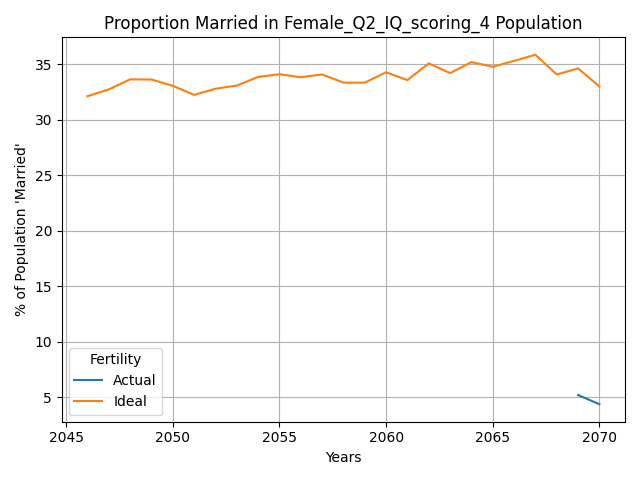 Proportion Married in Female_Q2_IQ_scoring_4 Population
% of Population 'Married'
35
30
25
20
15
10
5
Fertility
Actual
Ideal
2045 2050 2055 2060 2065 2070
Years